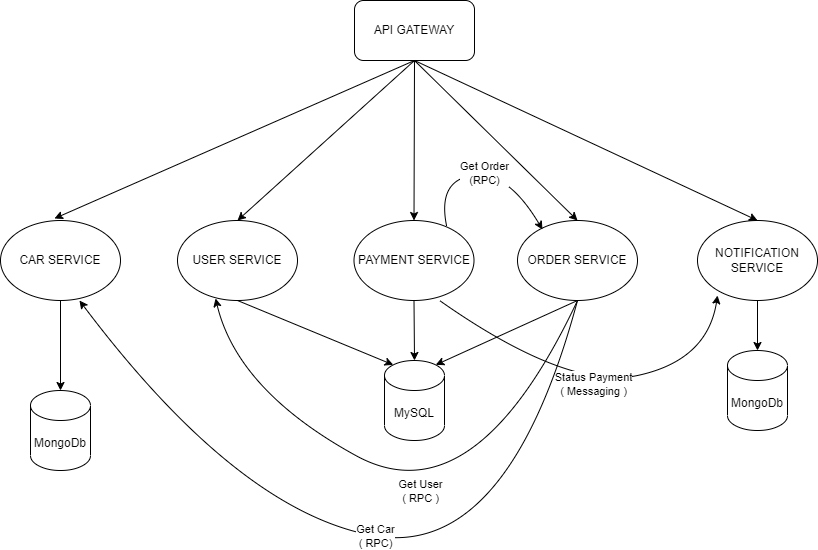 API GATEWAY
Get Order
(RPC)
CAR SERVICE
USER SERVICE
PAYMENT SERVICE
ORDER SERVICE
NOTIFICATION
SERVICE
Status Payment
( Messaging )
MySQL
MongoDb
MongoDb
Get User
( RPC )
Get Car
( RPC)